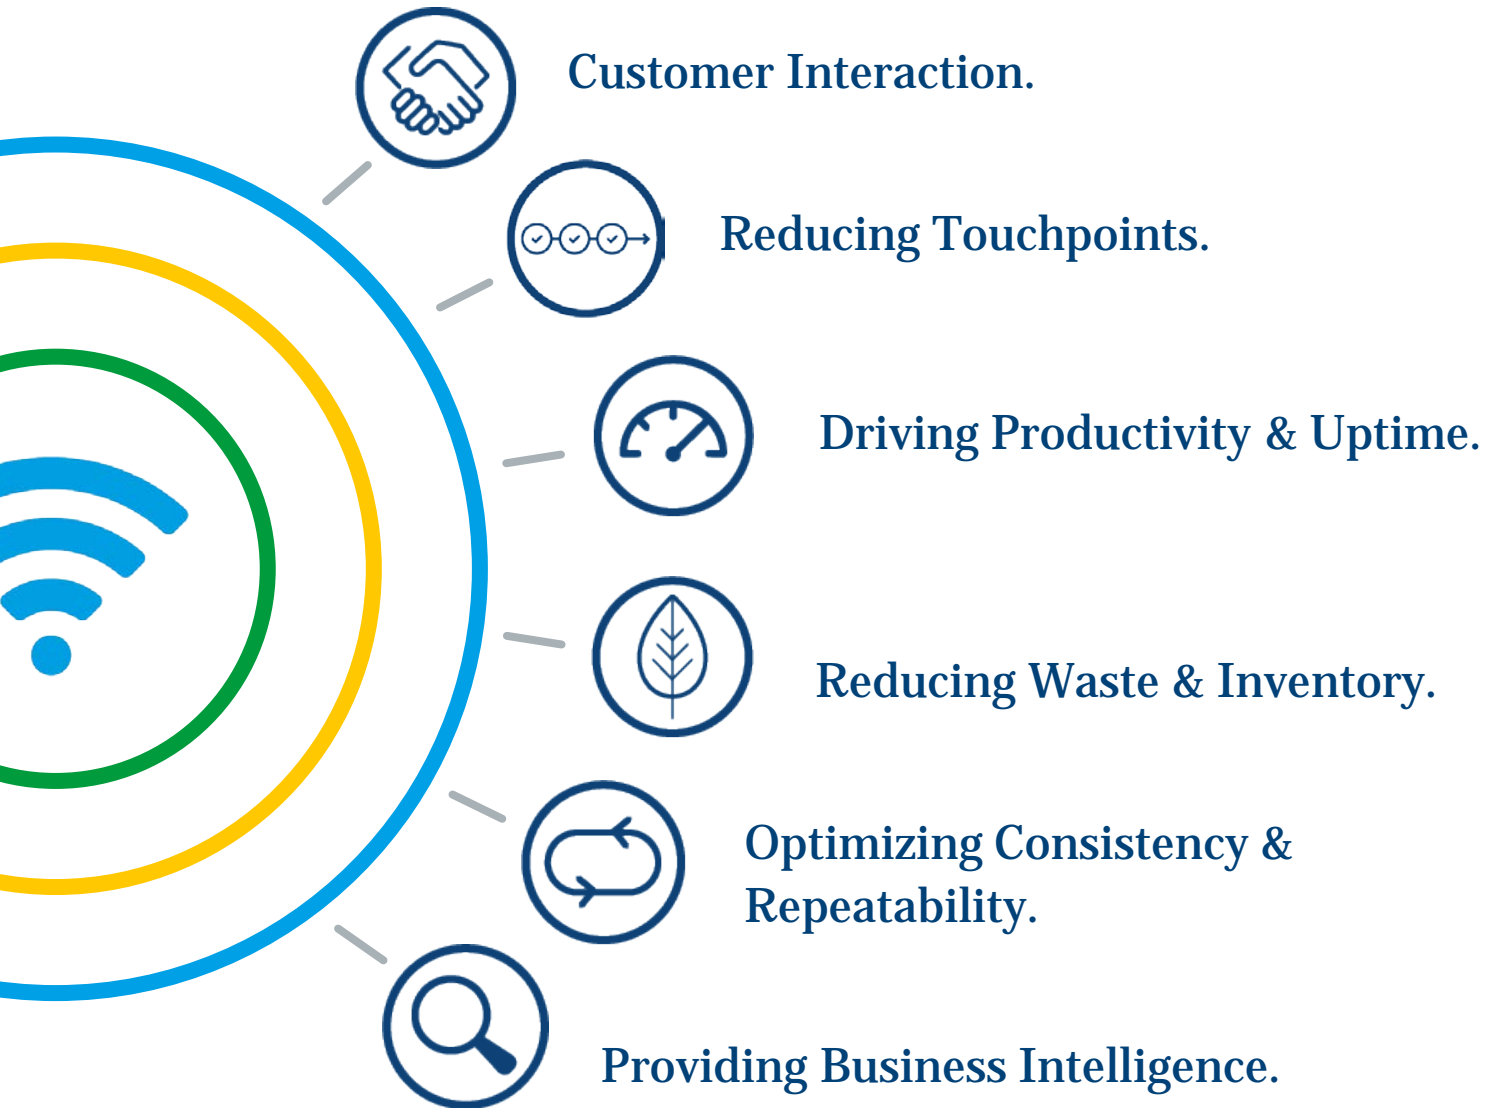 Customer Interaction.
Reducing Touchpoints.
Driving Productivity & Uptime.
Reducing Waste & Inventory.
Optimizing Consistency &
Repeatability.
Providing Business Intelligence.